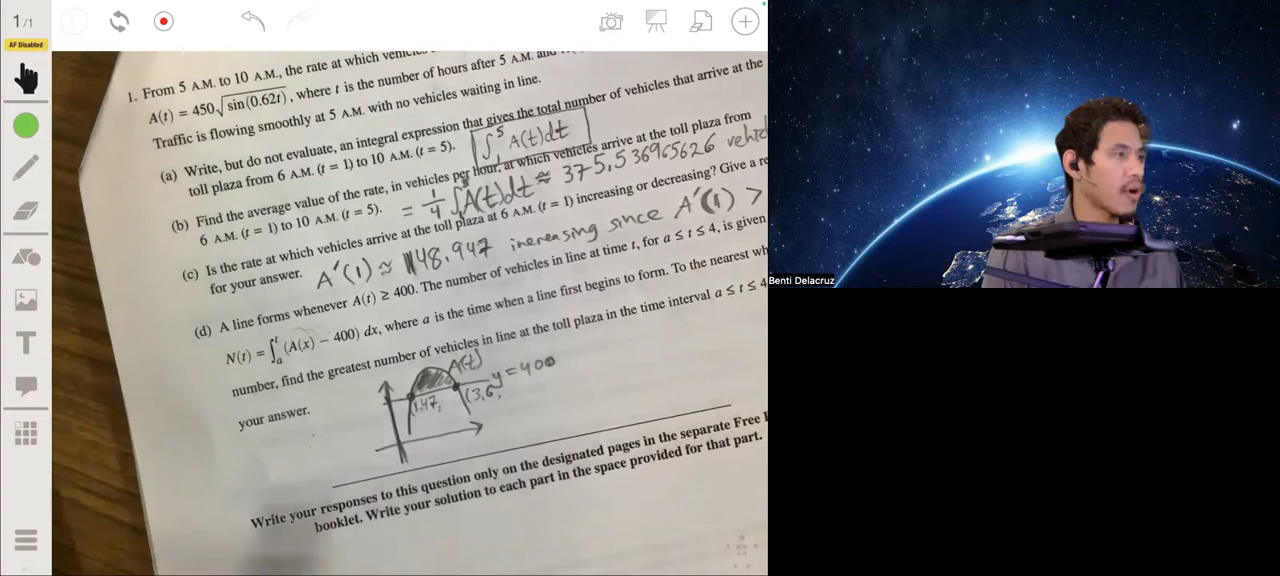 1/1
AF Disabled
T
1. From 5 A.M. to 10 A.M., the rate at which vehicles
A(t) = 450√sin(0.62t), where t is the number of hours after 5 A.M. and
Traffic is flowing smoothly at 5 A.M. with no vehicles waiting in line.
(a) Write, but do not evaluate, an integral expression that gives the total number of vehicles that arrive at the
toll plaza from 6 A.M. (t = 1) to 10 A.M. (t = 5). ∫₁⁵ A(t)dt
(b) Find the average value of the rate, in vehicles per hour, at which vehicles arrive at the toll plaza from
6 A.M. (t = 1) to 10 A.M. (t = 5). = 1/4 ∫₁⁵ A(t)dt ≈ 375.536965626
(c) Is the rate at which vehicles arrive at the toll plaza at 6 A.M. (t = 1) increasing or decreasing? Give a
for your answer. A'(1) ≈ 148.947 increasing since A'(1) >
(d) A line forms whenever A(t) ≥ 400. The number of vehicles in line at time t, for a ≤ t ≤ 4, is given
N(t) = ∫ₐᵗ (A(x) − 400) dx, where a is the time when a line first begins to form. To the nearest
number, find the greatest number of vehicles in line at the toll plaza in the time interval a ≤ t ≤ 4
your answer.
A(t)
y = 400
(1.47,
(3.6,
Write your responses to this question only on the designated pages in the separate Free
booklet. Write your solution to each part in the space provided for that part.
Benti Delacruz